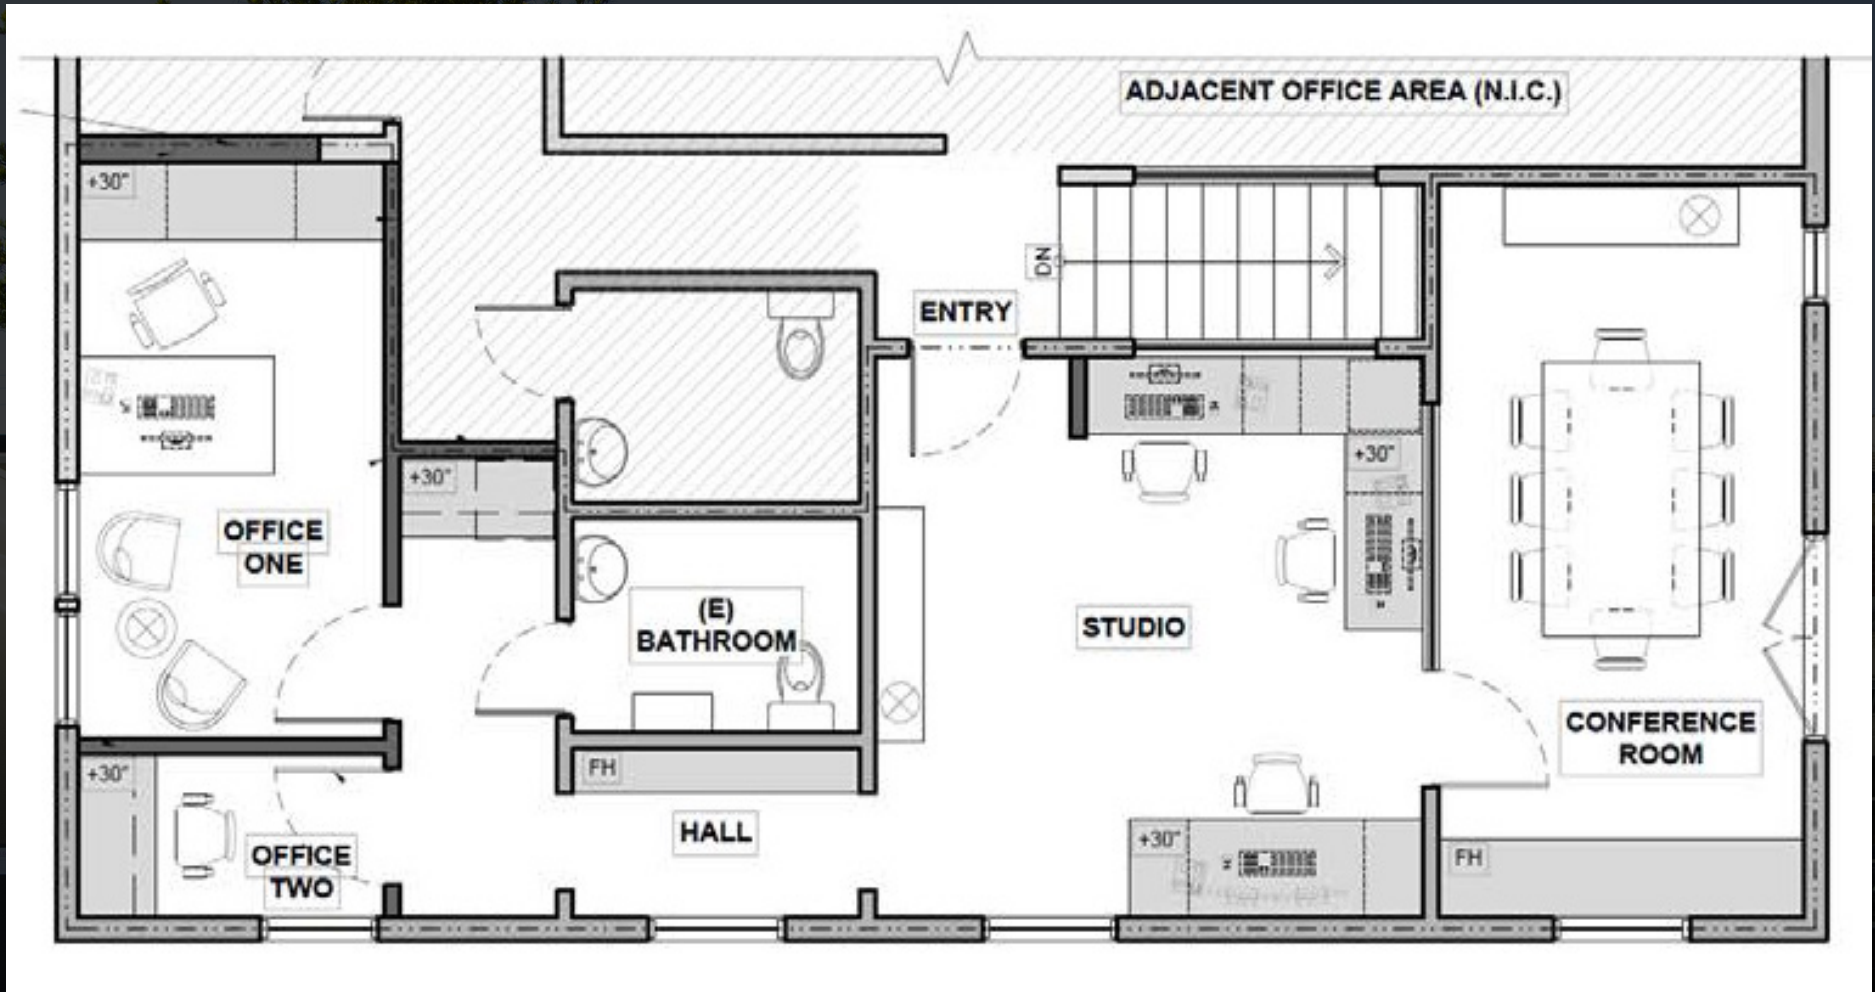 ADJACENT OFFICE AREA (N.I.C.)
+30"
DN
ENTRY
+30"
+30"
OFFICE
ONE
(E)
BATHROOM
STUDIO
CONFERENCE
ROOM
+30"
FH
HALL
+30"
FH
OFFICE
TWO